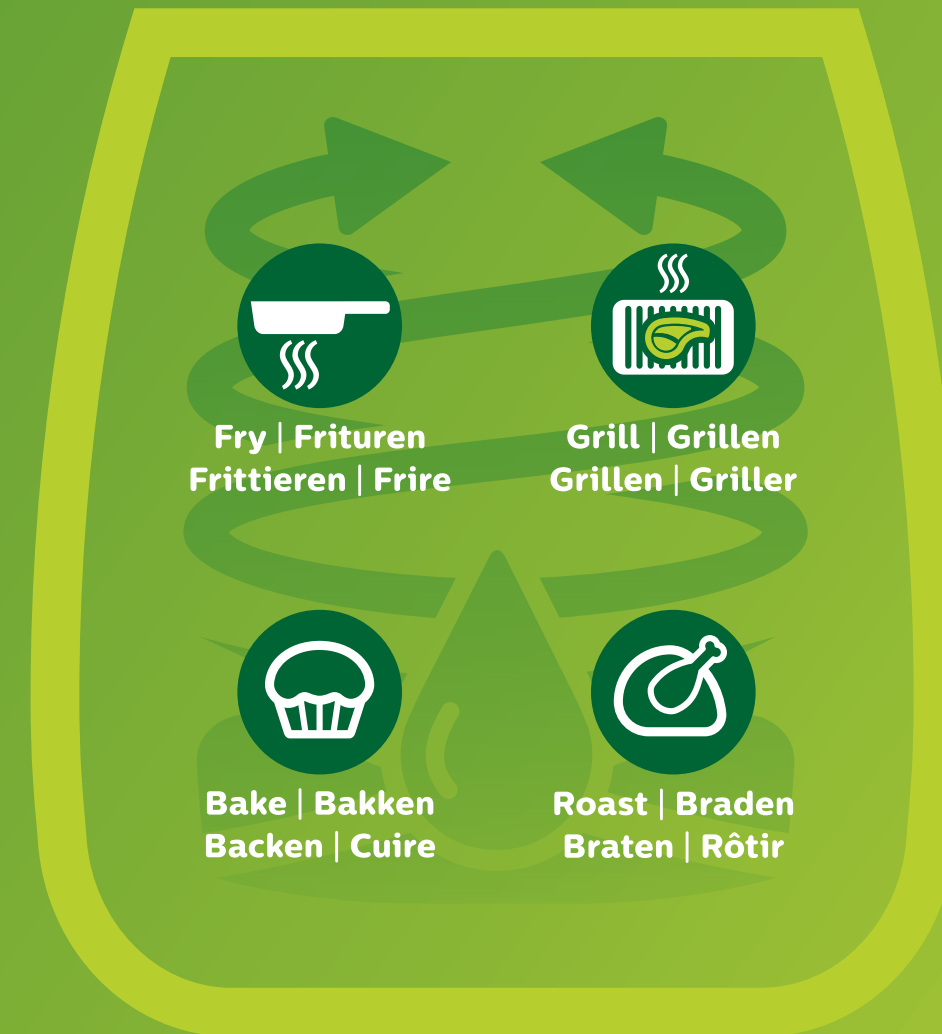 Fry | Frituren
Frittieren | Frire
Grill | Grillen
Grillen | Griller
Bake | Bakken
Backen | Cuire
Roast | Braden
Braten | Rôtir